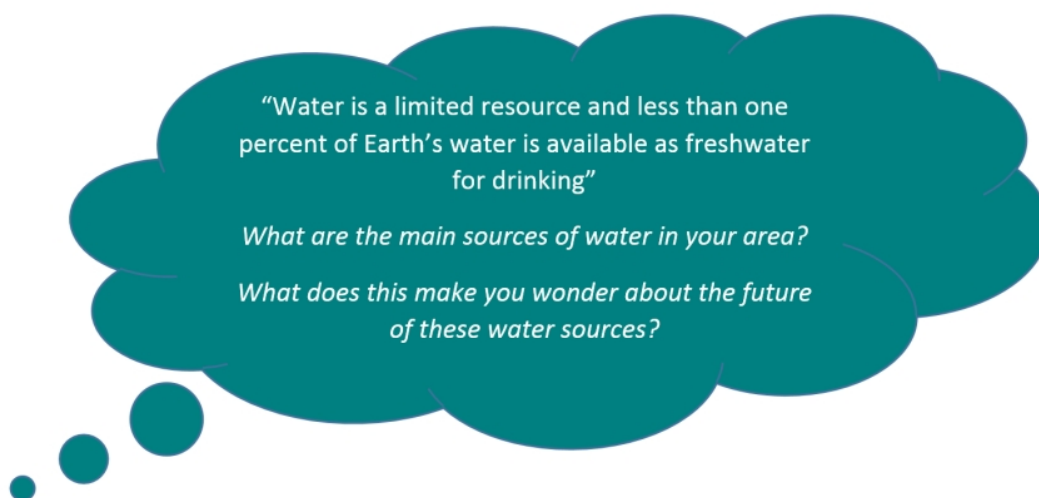 “Water is a limited resource and less than one
percent of Earth’s water is available as freshwater
for drinking”
What are the main sources of water in your area?
What does this make you wonder about the future
of these water sources?